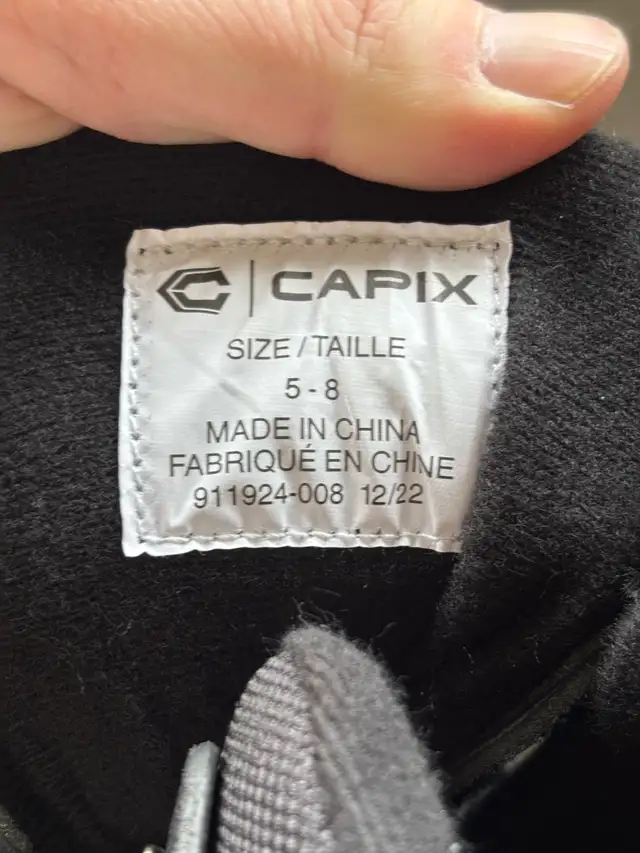 C | CAPIX
SIZE / TAILLE
5 - 8
MADE IN CHINA
FABRIQUÉ EN CHINE
911924-008 12/22